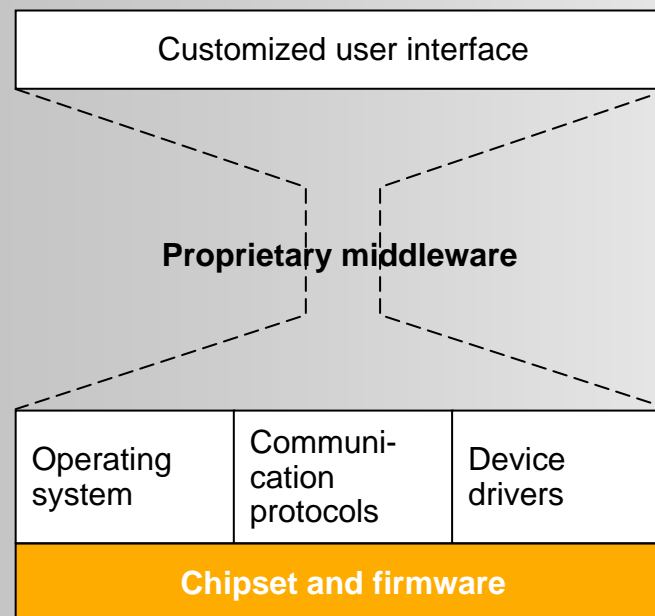 Customized user interface
Proprietary middleware
Operating
system
Communi-
cation
protocols
Device
drivers
Chipset and firmware